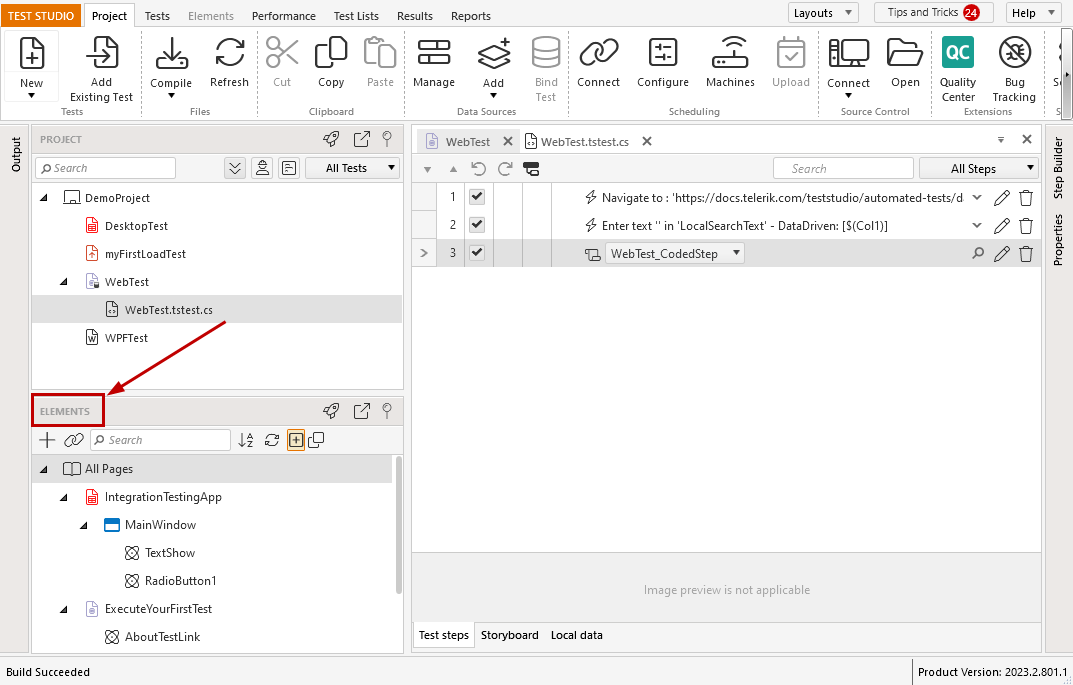 TEST STUDIO Project Tests Elements Performance Test Lists Results Reports Layouts Tips and Tricks 24 Help
New Add Existing Test Compile Refresh Cut Copy Paste Manage Add Bind Test Connect Configure Machines Upload Connect Open QC Quality Center Bug Tracking
Tests Files Clipboard Data Sources Scheduling Source Control Extensions
Output
PROJECT
Search All Tests
DemoProject
DesktopTest
myFirstLoadTest
WebTest
WebTest.tstest.cs
WPFTest
ELEMENTS
Search
All Pages
IntegrationTestingApp
MainWindow
TextShow
RadioButton1
ExecuteYourFirstTest
AboutTestLink
WebTest WebTest.tstest.cs
Search All Steps
1 Navigate to : 'https://docs.telerik.com/teststudio/automated-tests/d
2 Enter text '' in 'LocalSearchText' - DataDriven: [$(Col1)]
3 WebTest_CodedStep
Image preview is not applicable
Test steps Storyboard Local data
Step Builder
Properties
Build Succeeded Product Version: 2023.2.801.1